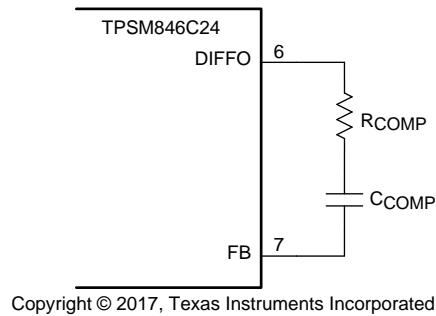 TPSM846C24
DIFFO 6
RCOMP
CCOMP
FB 7
Copyright © 2017, Texas Instruments Incorporated